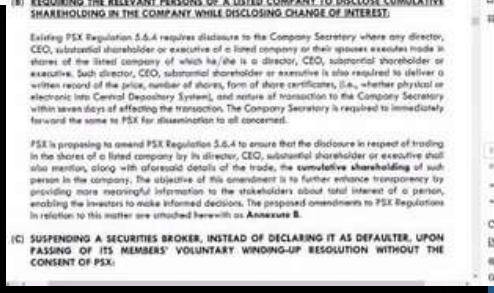 (B) REQUIRING THE RELEVANT PERSONS OF A LISTED COMPANY TO DISCLOSE CUMULATIVE
SHAREHOLDING IN THE COMPANY WHILE DISCLOSING CHANGE OF INTEREST:
Existing PSX Regulation 5.6.4 requires disclosure to the Company Secretary where any director,
CEO, substantial shareholder or executive of a listed company or their spouses executes trade in
shares of the listed company of which he/she is a director, CEO, substantial shareholder or
executive. Such director, CEO, substantial shareholder or executive is also required to deliver a
written record of the price, number of shares, form of share certificates, (i.e., whether physical or
electronic into Central Depository System), and nature of transaction to the Company Secretary
within seven days of effecting the transaction. The Company Secretary is required to immediately
forward the same to PSX for dissemination to all concerned.
PSX is proposing to amend PSX Regulation 5.6.4 to ensure that the disclosure in respect of trading
in the shares of a listed company by its director, CEO, substantial shareholder or executive shall
also mention, along with aforesaid details of the trade, the cumulative shareholding of such
person in the company. The objective of this amendment is to further enhance transparency by
providing more meaningful information to the stakeholders about total interest of a person,
enabling the investors to make informed decisions. The proposed amendments to PSX Regulations
in relation to this matter are attached herewith as Annexure B.
(C) SUSPENDING A SECURITIES BROKER, INSTEAD OF DECLARING IT AS DEFAULTER, UPON
PASSING OF ITS MEMBERS' VOLUNTARY WINDING-UP RESOLUTION WITHOUT THE
CONSENT OF PSX: